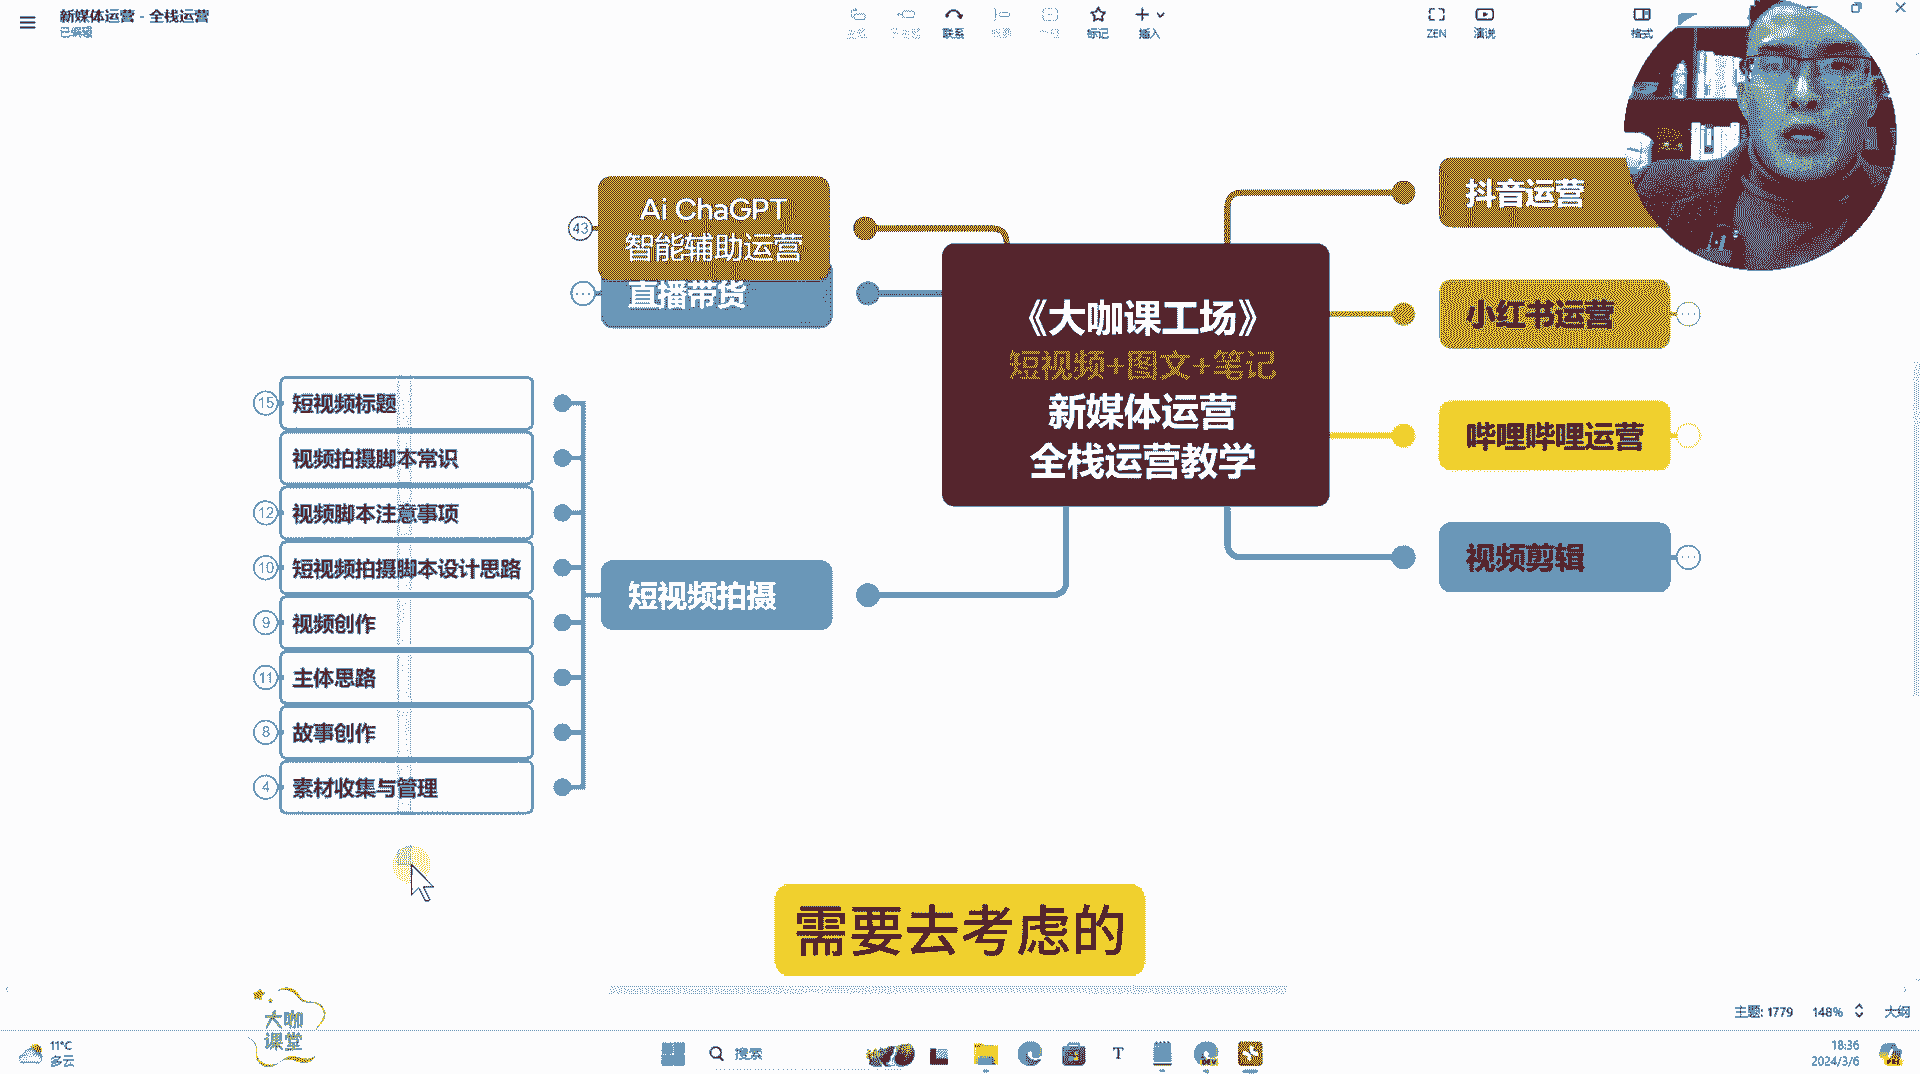 新媒体运营 - 全栈运营
已编辑
联系
标记
插入
ZEN
演说
格式
43
Ai ChaGPT
智能辅助运营
直播带货
《大咖课工场》
短视频+图文+笔记
新媒体运营
全栈运营教学
抖音运营
小红书运营
哔哩哔哩运营
视频剪辑
短视频拍摄
15
短视频标题
视频拍摄脚本常识
12
视频脚本注意事项
10
短视频拍摄脚本设计思路
9
视频创作
11
主体思路
8
故事创作
4
素材收集与管理
需要去考虑的
大咖
课堂
主题: 1779
148%
大纲
11°C
多云
搜索
18:36
2024/3/6